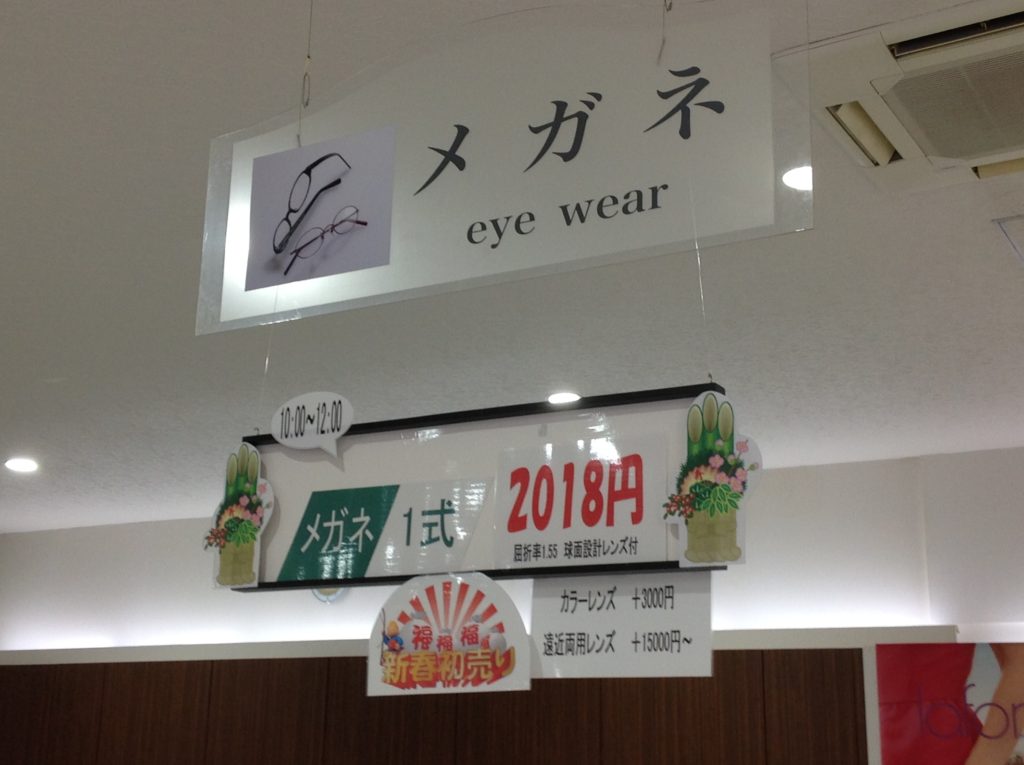 メガネ
eye wear
10:00~12:00
メガネ 1式 2018円
屈折率1.55 球面設計レンズ付
カラーレンズ +3000円
遠近両用レンズ +15000円~
福 福 福
新春初売り
lafor